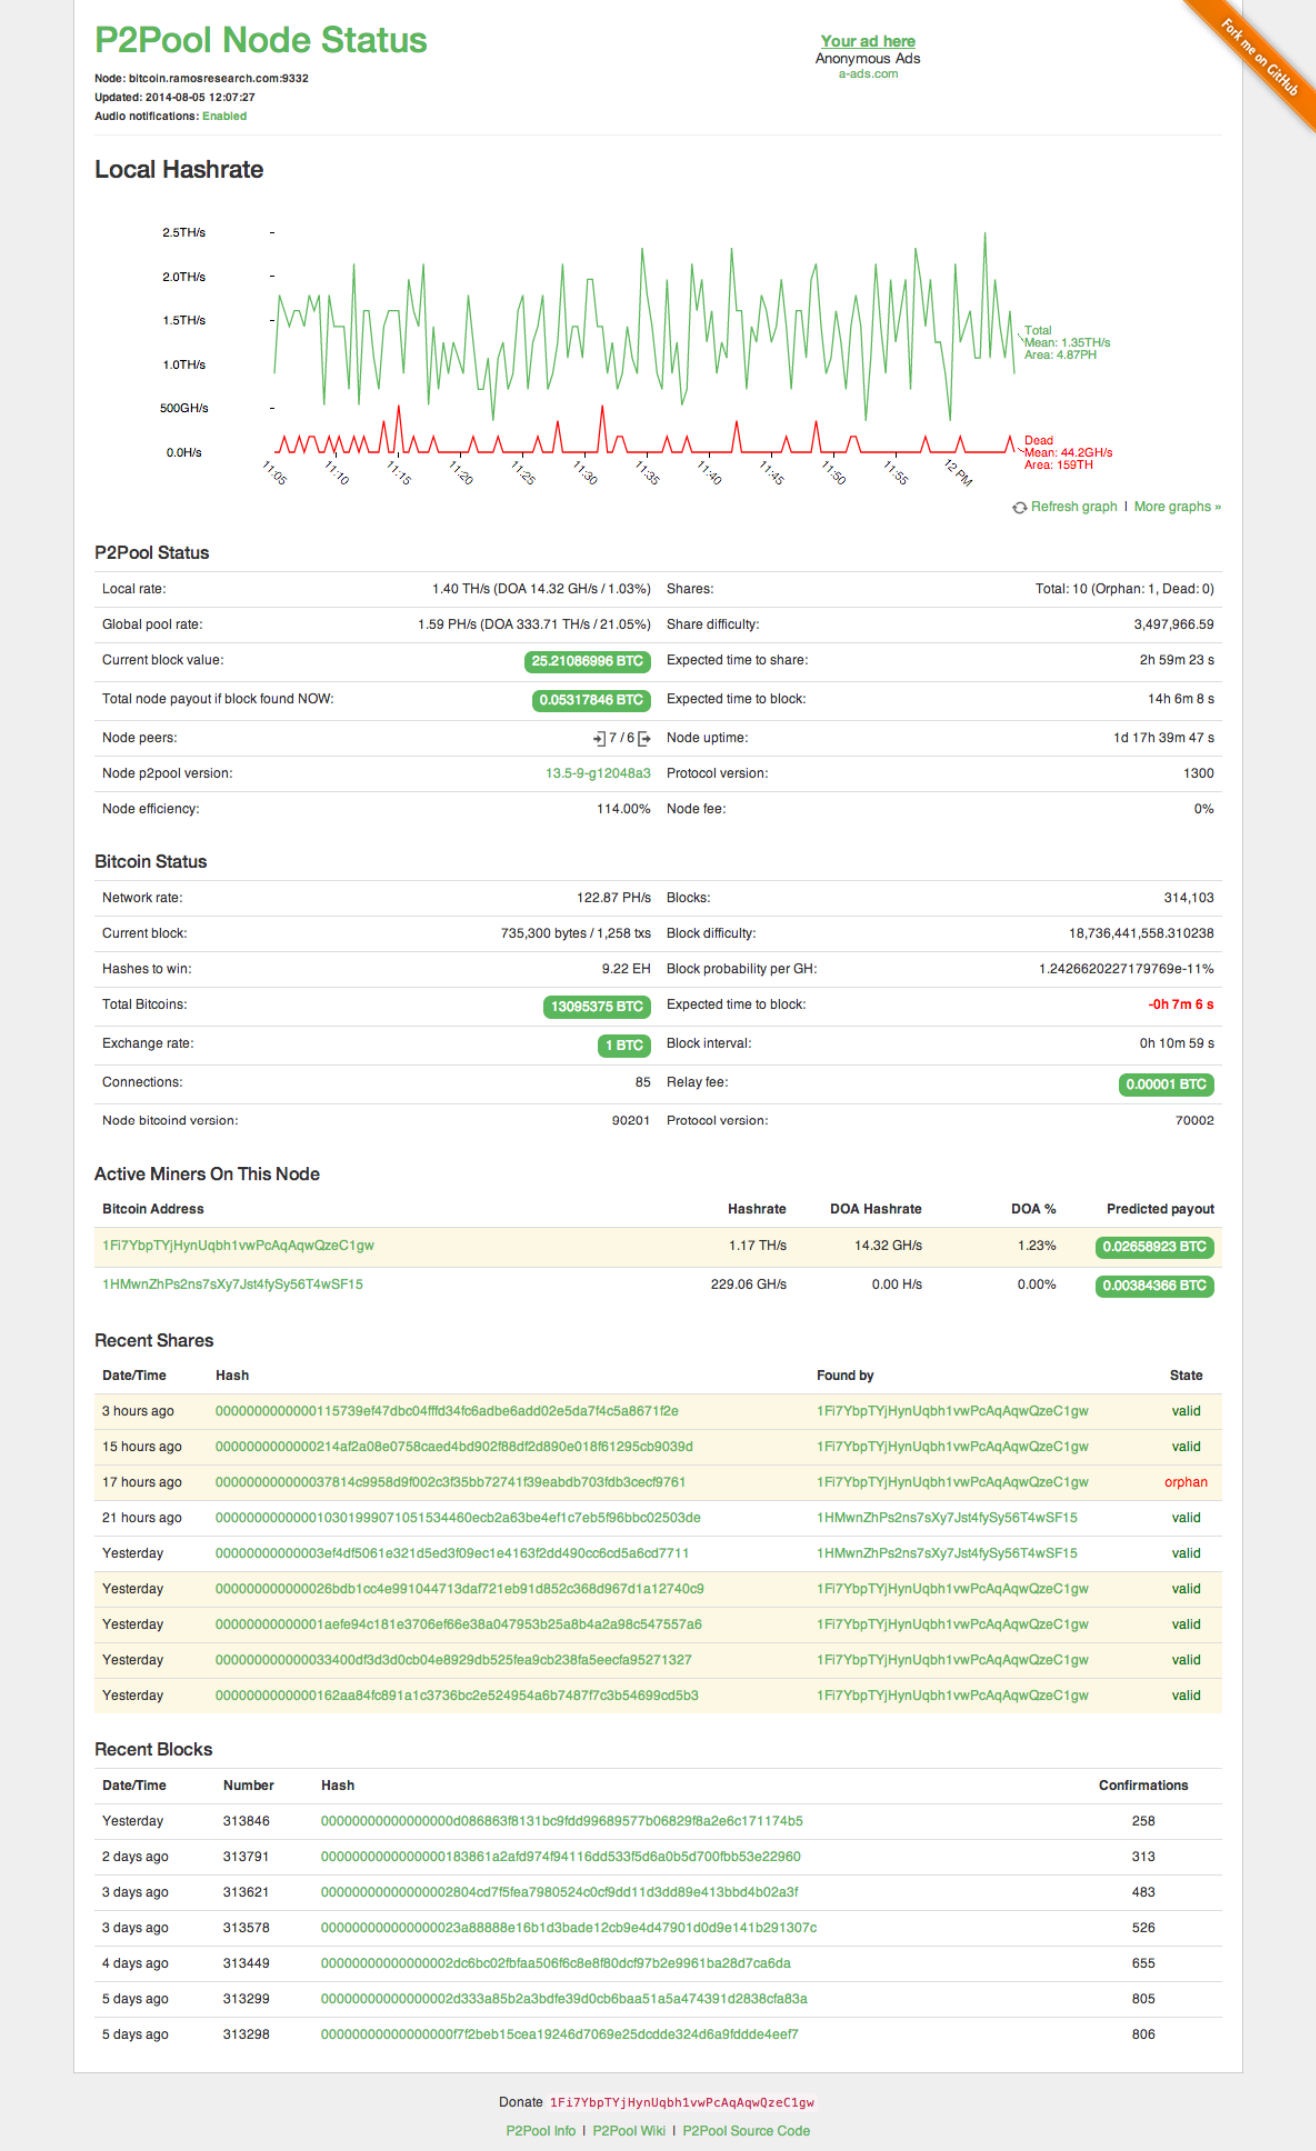 P2Pool Node Status
Node: bitcoin.ramosresearch.com:9332
Updated: 2014-08-05 12:07:27
Audio notifications: Enabled
Your ad here
Anonymous Ads
a-ads.com
Fork me on GitHub
Local Hashrate
2.5TH/s
2.0TH/s
1.5TH/s
1.0TH/s
500GH/s
0.0H/s
Total
Mean: 1.35TH/s
Area: 4.87PH
Dead
Mean: 44.2GH/s
Area: 159TH
11:05 11:10 11:15 11:20 11:25 11:30 11:35 11:40 11:45 11:50 11:55 12 PM
Refresh graph | More graphs »
P2Pool Status
Local rate: 1.40 TH/s (DOA 14.32 GH/s / 1.03%) Shares: Total: 10 (Orphan: 1, Dead: 0)
Global pool rate: 1.59 PH/s (DOA 333.71 TH/s / 21.05%) Share difficulty: 3,497,966.59
Current block value: 25.21086996 BTC Expected time to share: 2h 59m 23 s
Total node payout if block found NOW: 0.05317846 BTC Expected time to block: 14h 6m 8 s
Node peers: 7 / 6 Node uptime: 1d 17h 39m 47 s
Node p2pool version: 13.5-9-g12048a3 Protocol version: 1300
Node efficiency: 114.00% Node fee: 0%
Bitcoin Status
Network rate: 122.87 PH/s Blocks: 314,103
Current block: 735,300 bytes / 1,258 txs Block difficulty: 18,736,441,558.310238
Hashes to win: 9.22 EH Block probability per GH: 1.2426620227179769e-11%
Total Bitcoins: 13095375 BTC Expected time to block: -0h 7m 6 s
Exchange rate: 1 BTC Block interval: 0h 10m 59 s
Connections: 85 Relay fee: 0.00001 BTC
Node bitcoind version: 90201 Protocol version: 70002
Active Miners On This Node
Bitcoin Address Hashrate DOA Hashrate DOA % Predicted payout
1Fi7YbpTYjHynUqbh1vwPcAqAqwQzeC1gw 1.17 TH/s 14.32 GH/s 1.23% 0.02658923 BTC
1HMwnZhPs2ns7sXy7Jst4fySy56T4wSF15 229.06 GH/s 0.00 H/s 0.00% 0.00384366 BTC
Recent Shares
Date/Time Hash Found by State
3 hours ago 0000000000000115739ef47dbc04fffd34fc6adbe6add02e5da7f4c5a8671f2e 1Fi7YbpTYjHynUqbh1vwPcAqAqwQzeC1gw valid
15 hours ago 0000000000000214af2a08e0758caed4bd902f88df2d890e018f61295cb9039d 1Fi7YbpTYjHynUqbh1vwPcAqAqwQzeC1gw valid
17 hours ago 000000000000037814c9958d9f002c3f35bb72741f39eabdb703fdb3cecf9761 1Fi7YbpTYjHynUqbh1vwPcAqAqwQzeC1gw orphan
21 hours ago 00000000000001030199907105153446​0ecb2a63be4ef1c7eb5f96bbc02503de 1HMwnZhPs2ns7sXy7Jst4fySy56T4wSF15 valid
Yesterday 00000000000003ef4df5061e321d5ed3f09ec1e4163f2dd490cc6cd5a6cd7711 1HMwnZhPs2ns7sXy7Jst4fySy56T4wSF15 valid
Yesterday 000000000000026bdb1cc4e991044713daf721eb91d852c368d967d1a12740c9 1Fi7YbpTYjHynUqbh1vwPcAqAqwQzeC1gw valid
Yesterday 00000000000001aefe94c181e3706ef66e38a047953b25a8b4a2a98c547557a6 1Fi7YbpTYjHynUqbh1vwPcAqAqwQzeC1gw valid
Yesterday 000000000000033400df3d3d0cb04e8929db525fea9cb238fa5eecfa95271327 1Fi7YbpTYjHynUqbh1vwPcAqAqwQzeC1gw valid
Yesterday 0000000000000162aa84fc891a1c3736bc2e524954a6b7487f7c3b54699cd5b3 1Fi7YbpTYjHynUqbh1vwPcAqAqwQzeC1gw valid
Recent Blocks
Date/Time Number Hash Confirmations
Yesterday 313846 00000000000000000d086863f8131bc9fdd99689577b06829f8a2e6c171174b5 258
2 days ago 313791 0000000000000000183861a2afd974f94116dd533f5d6a0b5d700fbb53e22960 313
3 days ago 313621 00000000000000002804cd7f5fea7980524c0cf9dd11d3dd89e413bbd4b02a3f 483
3 days ago 313578 000000000000000023a88888e16b1d3bade12cb9e4d47901d0d9e141b291307c 526
4 days ago 313449 00000000000000002dc6bc02fbfaa506f6c8e8f80dcf97b2e9961ba28d7ca6da 655
5 days ago 313299 00000000000000002d333a85b2a3bdfe39d0cb6baa51a5a474391d2838cfa83a 805
5 days ago 313298 00000000000000000f7f2beb15cea19246d7069e25dcdde324d6a9fddde4eef7 806
Donate 1Fi7YbpTYjHynUqbh1vwPcAqAqwQzeC1gw
P2Pool Info | P2Pool Wiki | P2Pool Source Code